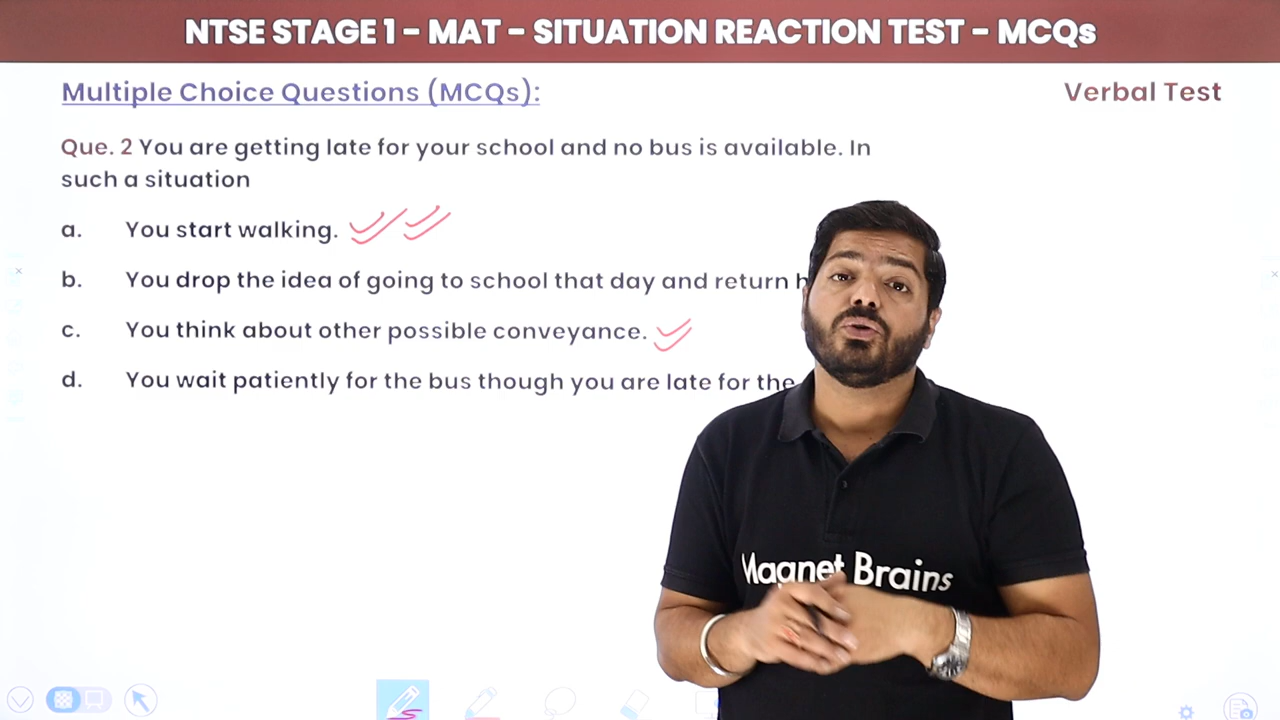 NTSE STAGE 1 - MAT - SITUATION REACTION TEST - MCQs
Multiple Choice Questions (MCQs):
Verbal Test
Que. 2 You are getting late for your school and no bus is available. In
such a situation
a. You start walking.
b. You drop the idea of going to school that day and return
c. You think about other possible conveyance.
d. You wait patiently for the bus though you are late for the
Magnet Brains